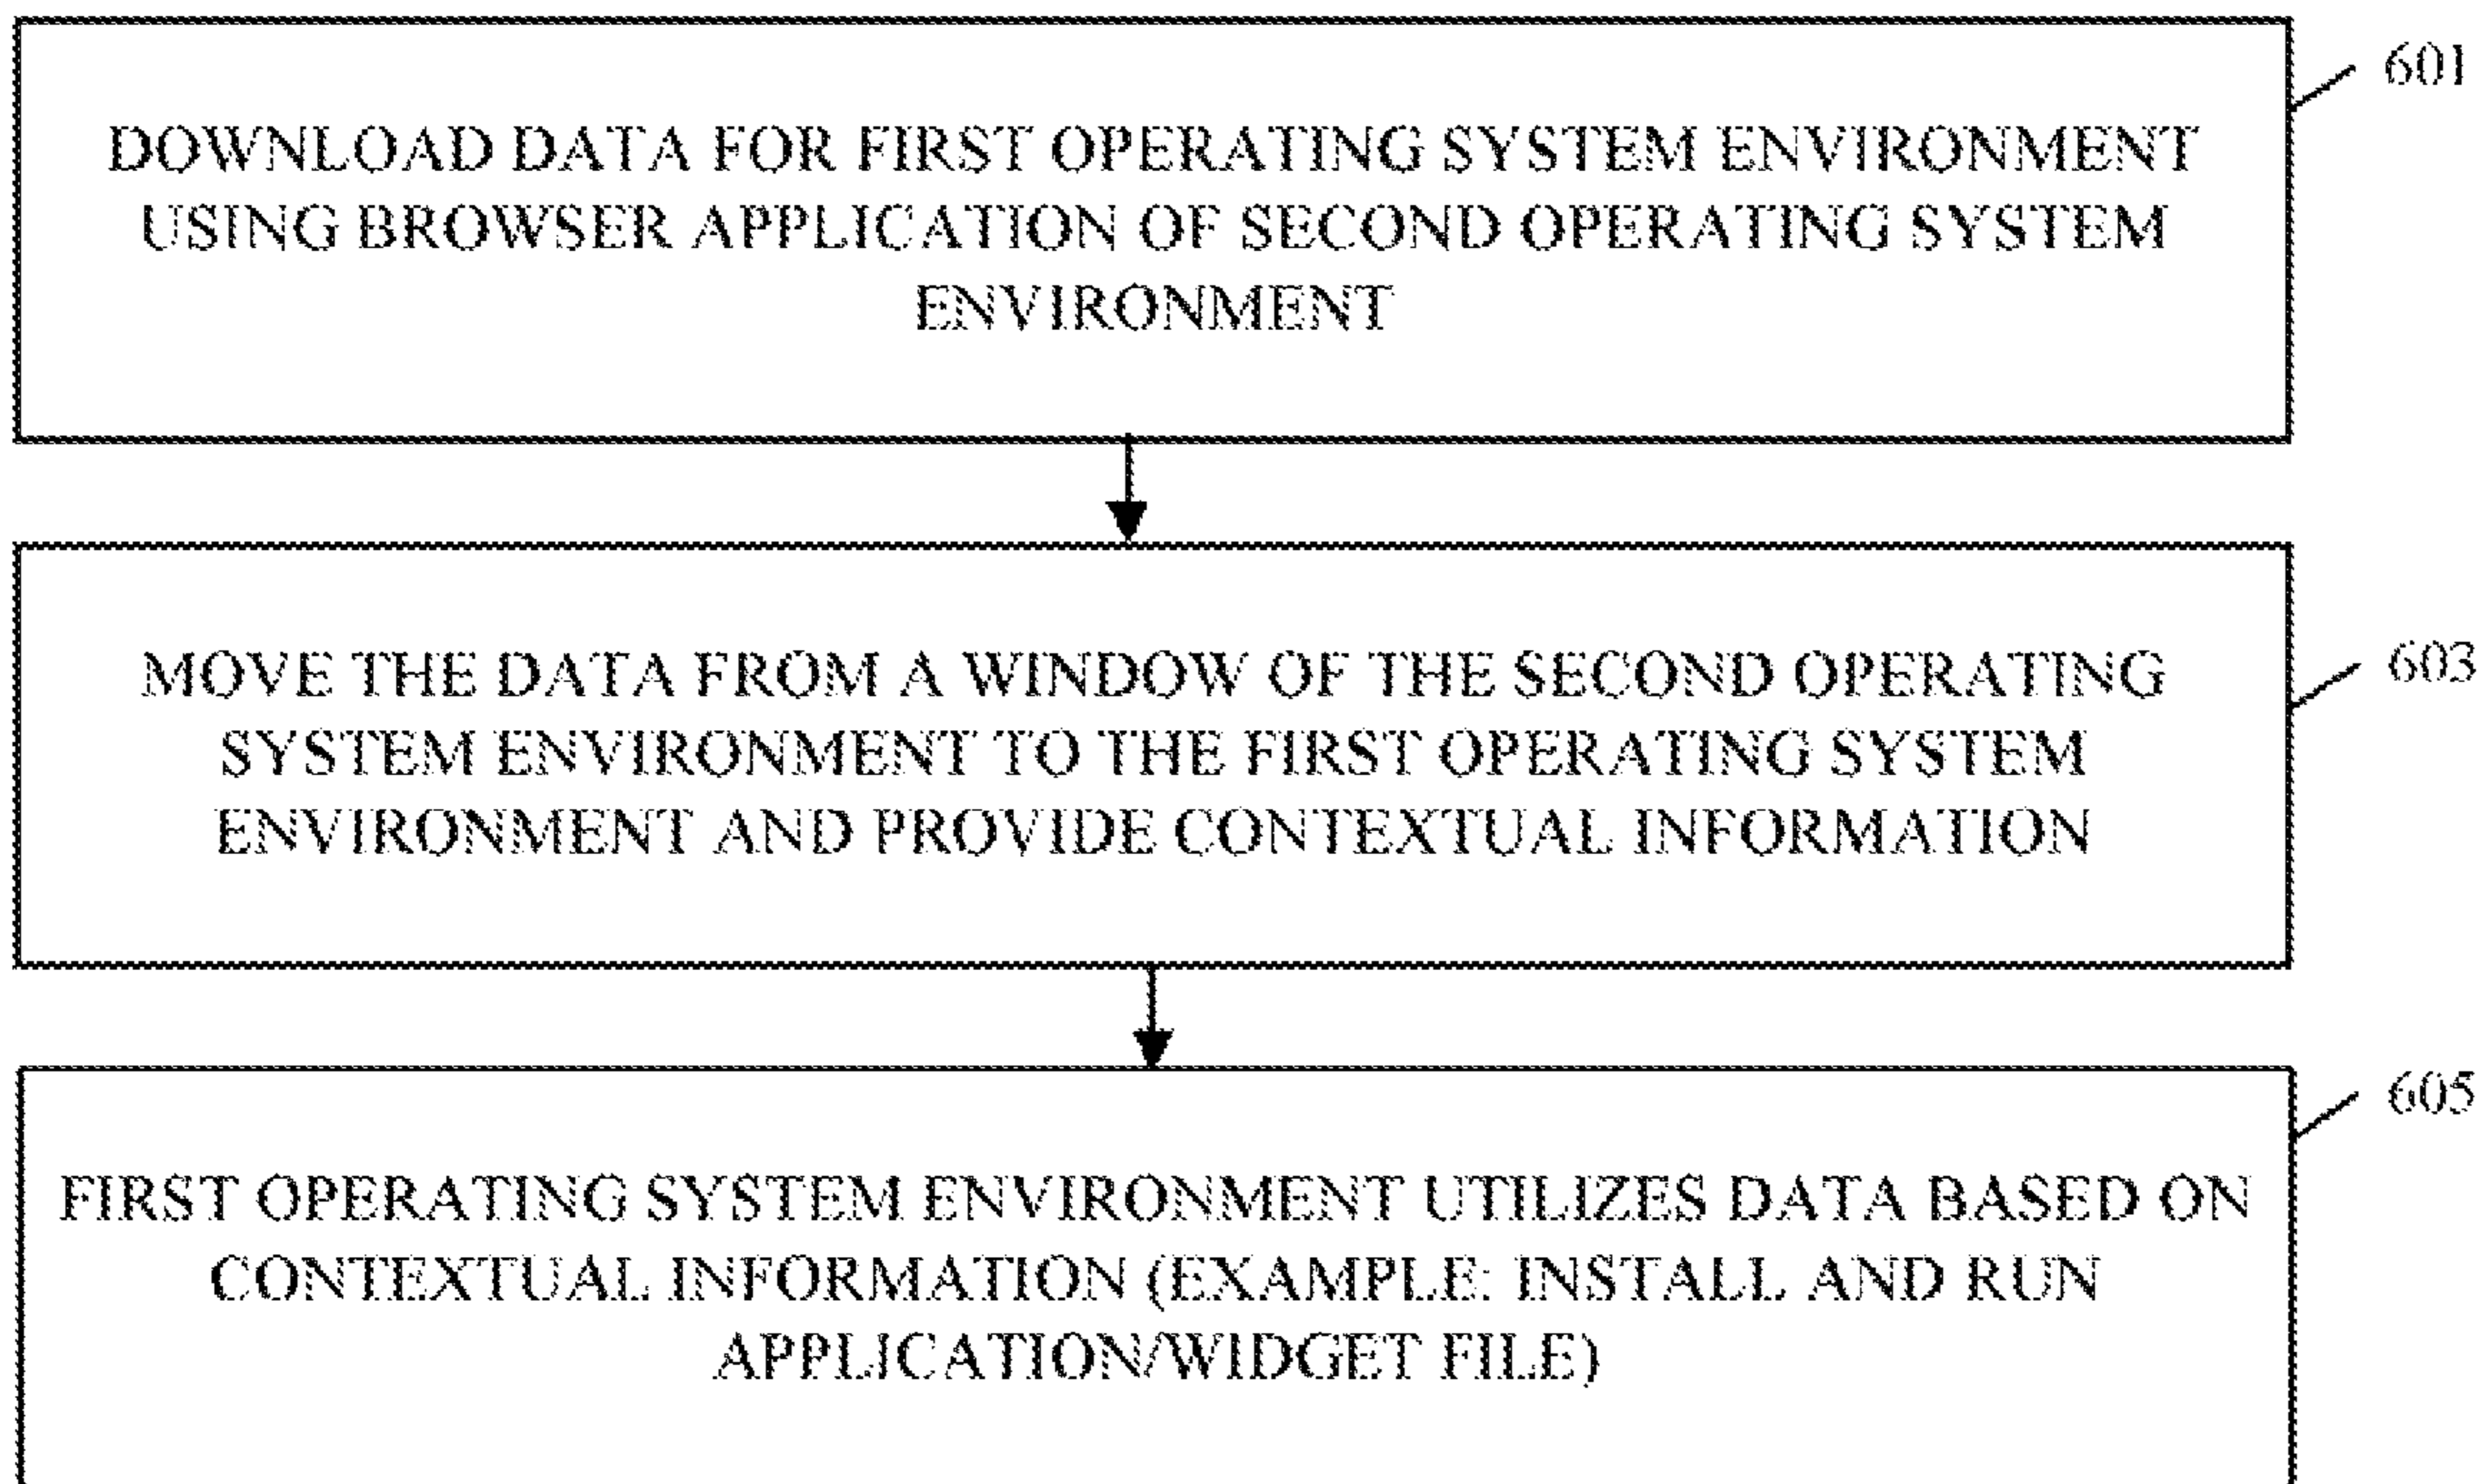 601
DOWNLOAD DATA FOR FIRST OPERATING SYSTEM ENVIRONMENT
USING BROWSER APPLICATION OF SECOND OPERATING SYSTEM
ENVIRONMENT
603
MOVE THE DATA FROM A WINDOW OF THE SECOND OPERATING
SYSTEM ENVIRONMENT TO THE FIRST OPERATING SYSTEM
ENVIRONMENT AND PROVIDE CONTEXTUAL INFORMATION
605
FIRST OPERATING SYSTEM ENVIRONMENT UTILIZES DATA BASED ON
CONTEXTUAL INFORMATION (EXAMPLE: INSTALL AND RUN
APPLICATION/WIDGET FILE)